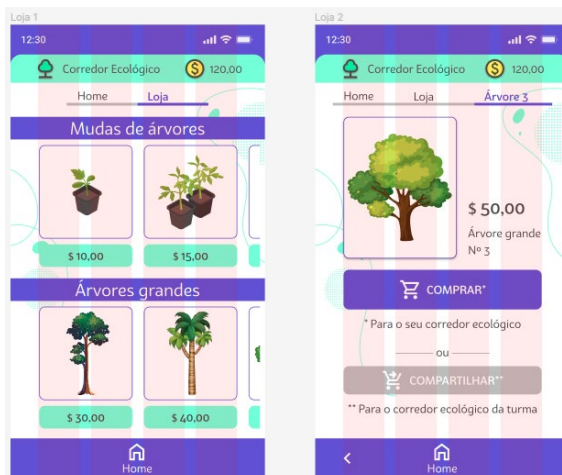 Loja 1
12:30
Corredor Ecológico
$
120,00
Home
Loja
Mudas de árvores
$ 10,00
$ 15,00
Árvores grandes
$ 30,00
$ 40,00
Home
Loja 2
12:30
Corredor Ecológico
$
120,00
Home
Loja
Árvore 3
$ 50,00
Árvore grande
Nº 3
COMPRAR*
* Para o seu corredor ecológico
ou
COMPARTILHAR**
** Para o corredor ecológico da turma
Home